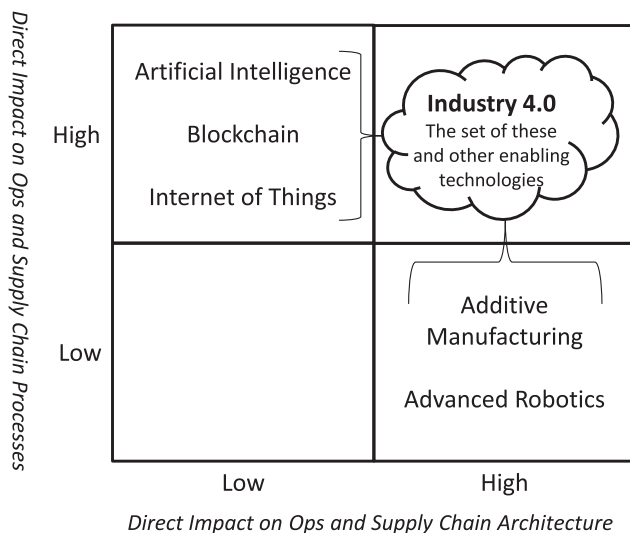 Direct Impact on Ops and Supply Chain Processes
High
Low
Artificial Intelligence
Blockchain
Internet of Things
Industry 4.0
The set of these
and other enabling
technologies
Additive
Manufacturing
Advanced Robotics
Low
High
Direct Impact on Ops and Supply Chain Architecture